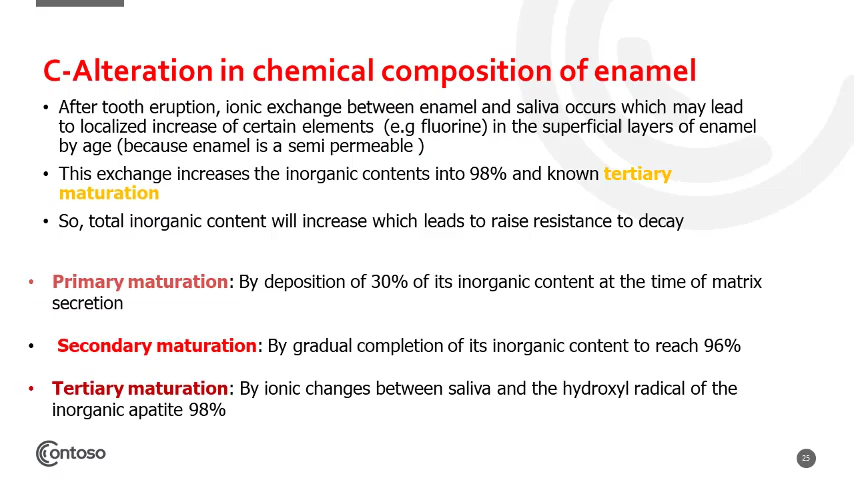 C-Alteration in chemical composition of enamel
• After tooth eruption, ionic exchange between enamel and saliva occurs which may lead
to localized increase of certain elements (e.g fluorine) in the superficial layers of enamel
by age (because enamel is a semi permeable )
• This exchange increases the inorganic contents into 98% and known tertiary
maturation
• So, total inorganic content will increase which leads to raise resistance to decay
• Primary maturation: By deposition of 30% of its inorganic content at the time of matrix
secretion
• Secondary maturation: By gradual completion of its inorganic content to reach 96%
• Tertiary maturation: By ionic changes between saliva and the hydroxyl radical of the
inorganic apatite 98%
Contoso
25